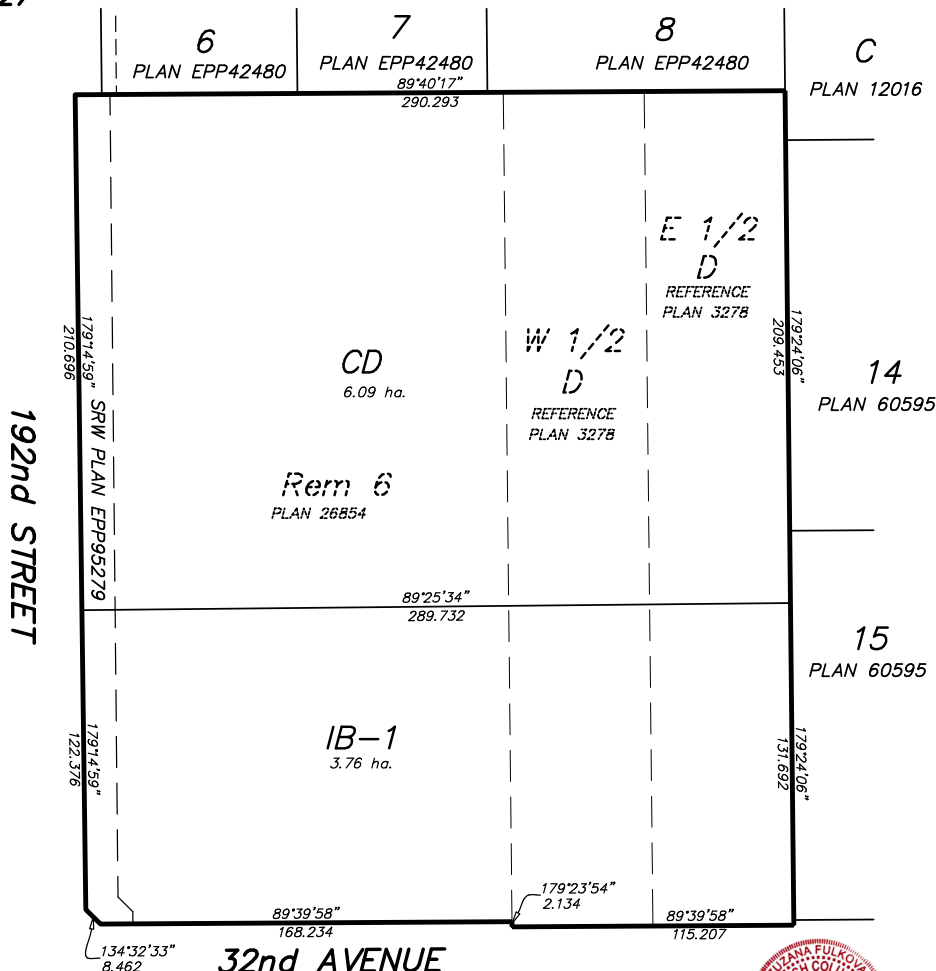 6
PLAN EPP42480
7
PLAN EPP42480
8
PLAN EPP42480
C
PLAN 12016
89°40'17"
290.293
E 1/2
D
REFERENCE
PLAN 3278
W 1/2
D
REFERENCE
PLAN 3278
179°14'59"
210.696
SRW PLAN EPP95279
CD
6.09 ha.
179°24'06"
209.453
14
PLAN 60595
192nd STREET
Rem 6
PLAN 26854
89°25'34"
289.732
15
PLAN 60595
IB-1
3.76 ha.
179°14'59"
122.376
179°24'06"
131.692
179°23'54"
2.134
89°39'58"
168.234
89°39'58"
115.207
134°32'33"
8.462
32nd AVENUE
ZANA FULKOVA